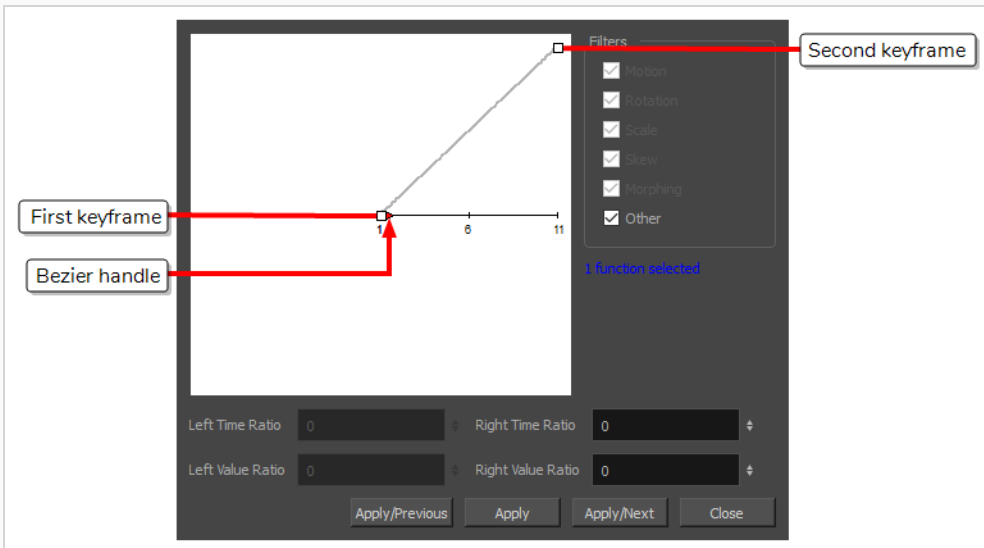 Filters
Second keyframe
Motion
Rotation
Scale
Skew
Morphing
First keyframe
Other
1 6 11
Bezier handle
1 function selected
Left Time Ratio 0 Right Time Ratio 0
Left Value Ratio 0 Right Value Ratio 0
Apply/Previous Apply Apply/Next Close